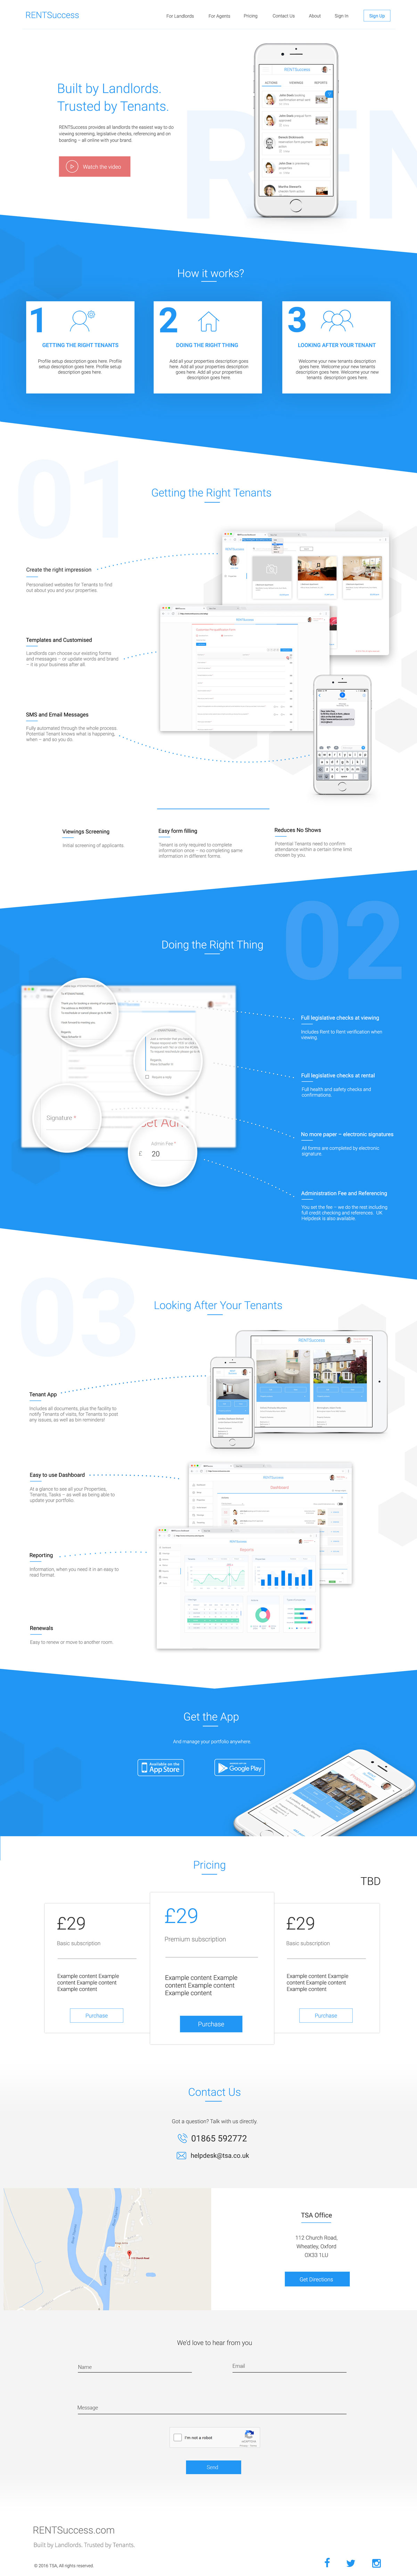 RENTSuccess
For Landlords For Agents Pricing Contact Us About Sign In Sign Up
Built by Landlords.
Trusted by Tenants.
RENTSuccess provides all landlords the easiest way to do
viewing screening, legislative checks, referencing and on
boarding – all online with your brand.
Watch the video
RENTSuccess
ACTIONS VIEWINGS REPORTS
How it works?
1
GETTING THE RIGHT TENANTS
Profile setup description goes here. Profile
setup description goes here. Profile setup
description goes here.
2
DOING THE RIGHT THING
Add all your properties description goes
here. Add all your properties description
goes here. Add all your properties
description goes here
3
LOOKING AFTER YOUR TENANT
Welcome your new tenants description
goes here. Welcome your new tenants
description goes here. Welcome your new
tenants description goes here.
01
Getting the Right Tenants
Create the right impression
Personalised websites for Tenants to find
out about you and your properties
Templates and Customised
Landlords can choose our existing forms
and messages – or update words and brand
– it is your business after all.
SMS and Email Messages
Fully automated through the whole process.
Potential Tenant knows what is happening,
when – and so you do.
RENTSuccess
Viewings Screening
Initial screening of applicants
Easy form filling
Tenant is only required to complete
information once – no completing same
information in different forms.
Reduces No Shows
Potential Tenants need to confirm
attendance within a certain time limit
chosen by you.
02
Doing the Right Thing
Signature *
Admin Fee *
£ 20
Full legislative checks at viewing
Includes Rent to Rent verification when
viewing.
Full legislative checks at rental
Full health and safety checks and
confirmations.
No more paper – electronic signatures
All forms are completed by electronic
signature.
Administration Fee and Referencing
You set the fee – we do the rest including
full credit checking and references. UK
Helpdesk is also available.
03
Looking After Your Tenants
RENTSuccess
Tenant App
Includes all documents, plus the facility to
notify Tenants of visits, for Tenants to post
any issues, as well as bin reminders!
Easy to use Dashboard
At a glance to see all your Properties,
Tenants, Tasks – as well as being able to
update your portfolio.
RENTSuccess
Dashboard
RENTSuccess
Reports
Reporting
Information, when you need it in an easy to
read format.
Renewals
Easy to renew or move to another room.
Get the App
And manage your portfolio anywhere.
Available on the
App Store
Google Play
Pricing
TBD
£29
Basic subscription
Example content Example
content Example content
Example content
Purchase
£29
Premium subscription
Example content Example
content Example content
Example content
Purchase
£29
Basic subscription
Example content Example
content Example content
Example content
Purchase
Contact Us
Got a question? Talk with us directly.
01865 592772
helpdesk@tsa.co.uk
TSA Office
112 Church Road,
Wheatley, Oxford
OX33 1LU
Get Directions
We'd love to hear from you
Name
Email
Message
I'm not a robot
Send
RENTSuccess.com
Built by Landlords. Trusted by Tenants.
© 2016 TSA, All rights reserved.